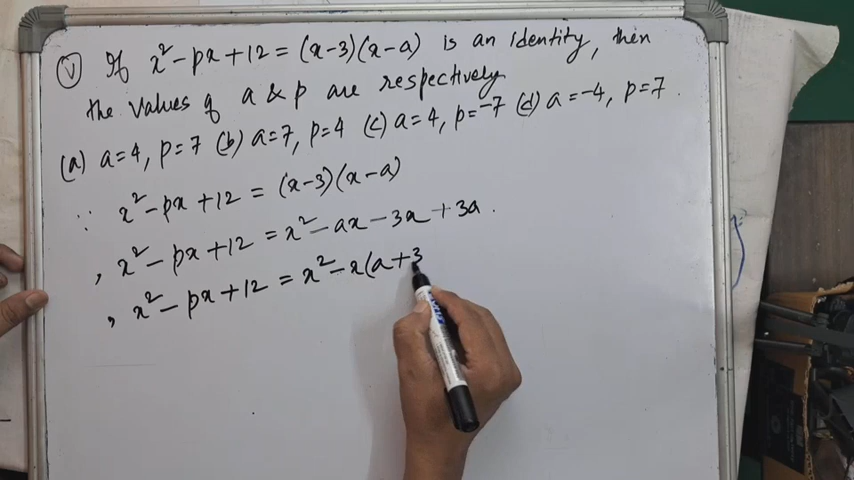 (v) If x² - px + 12 = (x-3)(x-a) is an identity, then
the values of a & p are respectively
(a) a=4, p=7 (b) a=7, p=4 (c) a=4, p=-7 (d) a=-4, p=7.
∵ x² - px + 12 = (x-3)(x-a)
, x² - px + 12 = x² - ax - 3x + 3a.
, x² - px + 12 = x² - x(a+3